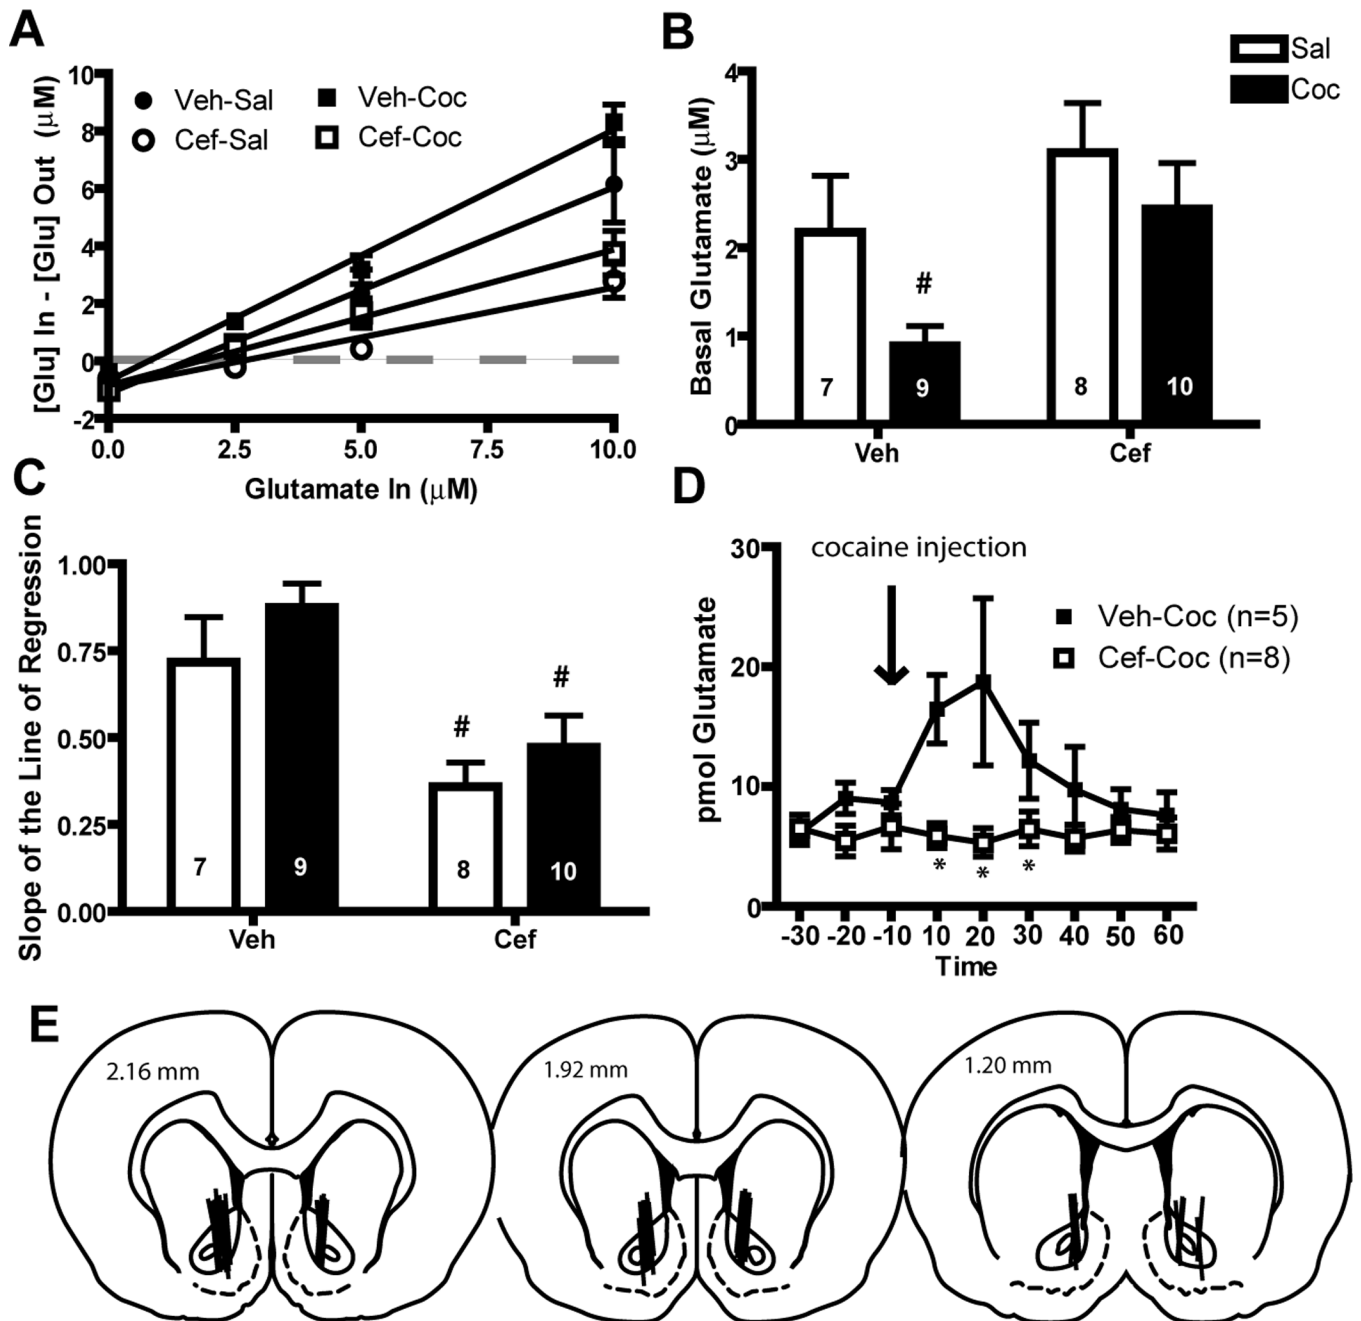 A
[Glu] In - [Glu] Out (μM)
10
8
6
4
2
0
-2
Veh-Sal
Veh-Coc
Cef-Sal
Cef-Coc
0.0 2.5 5.0 7.5 10.0
Glutamate In (μM)
B
Basal Glutamate (μM)
4
3
2
1
0
Sal
Coc
#
7 9 8 10
Veh Cef
C
Slope of the Line of Regression
1.00
0.75
0.50
0.25
0.00
# #
7 9 8 10
Veh Cef
D
pmol Glutamate
30
20
10
0
cocaine injection
Veh-Coc (n=5)
Cef-Coc (n=8)
* * *
-30 -20 -10 10 20 30 40 50 60
Time
E
2.16 mm
1.92 mm
1.20 mm